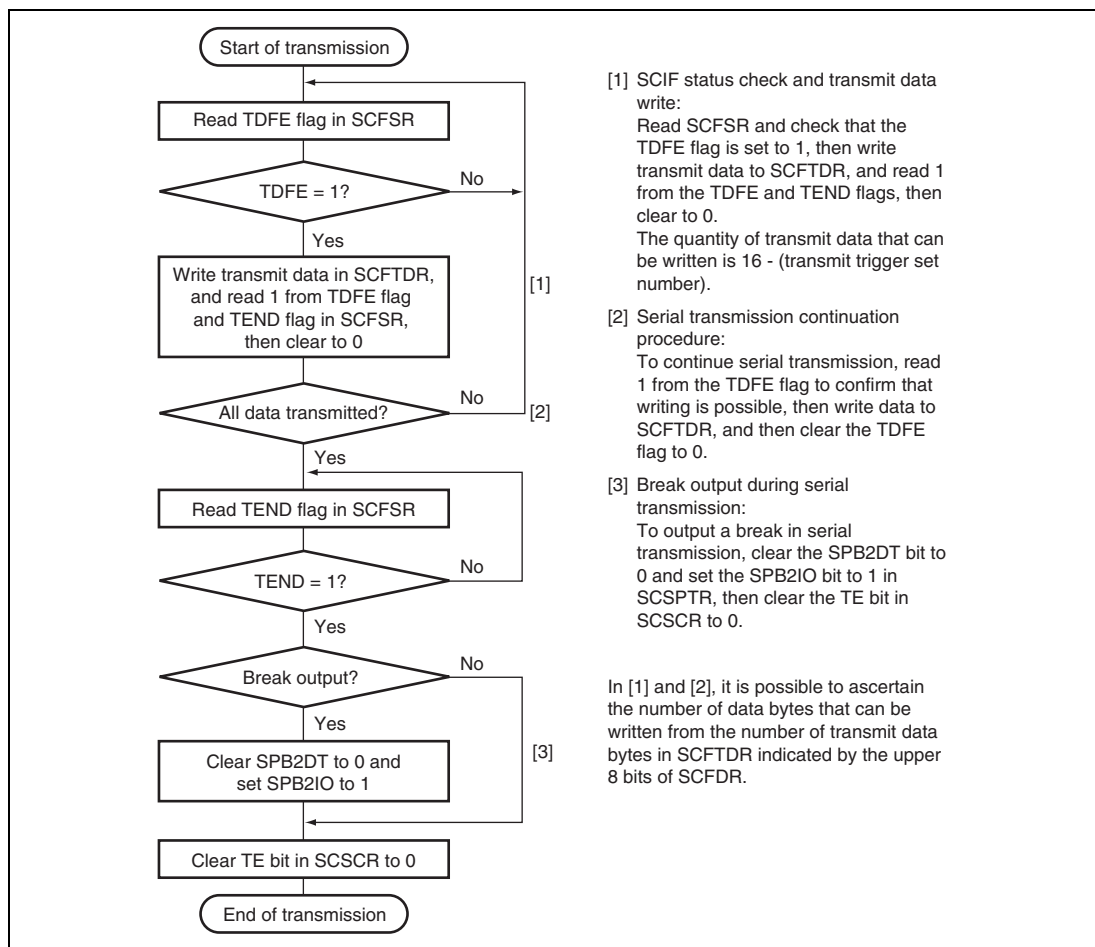 Start of transmission
Read TDFE flag in SCFSR
TDFE = 1?
No
Yes
Write transmit data in SCFTDR,
and read 1 from TDFE flag
and TEND flag in SCFSR,
then clear to 0
[1]
All data transmitted?
No
[2]
Yes
Read TEND flag in SCFSR
TEND = 1?
No
Yes
Break output?
No
Yes
Clear SPB2DT to 0 and
set SPB2IO to 1
[3]
Clear TE bit in SCSCR to 0
End of transmission
[1] SCIF status check and transmit data
write:
Read SCFSR and check that the
TDFE flag is set to 1, then write
transmit data to SCFTDR, and read 1
from the TDFE and TEND flags, then
clear to 0.
The quantity of transmit data that can
be written is 16 - (transmit trigger set
number).
[2] Serial transmission continuation
procedure:
To continue serial transmission, read
1 from the TDFE flag to confirm that
writing is possible, then write data to
SCFTDR, and then clear the TDFE
flag to 0.
[3] Break output during serial
transmission:
To output a break in serial
transmission, clear the SPB2DT bit to
0 and set the SPB2IO bit to 1 in
SCSPTR, then clear the TE bit in
SCSCR to 0.
In [1] and [2], it is possible to ascertain
the number of data bytes that can be
written from the number of transmit data
bytes in SCFTDR indicated by the upper
8 bits of SCFDR.